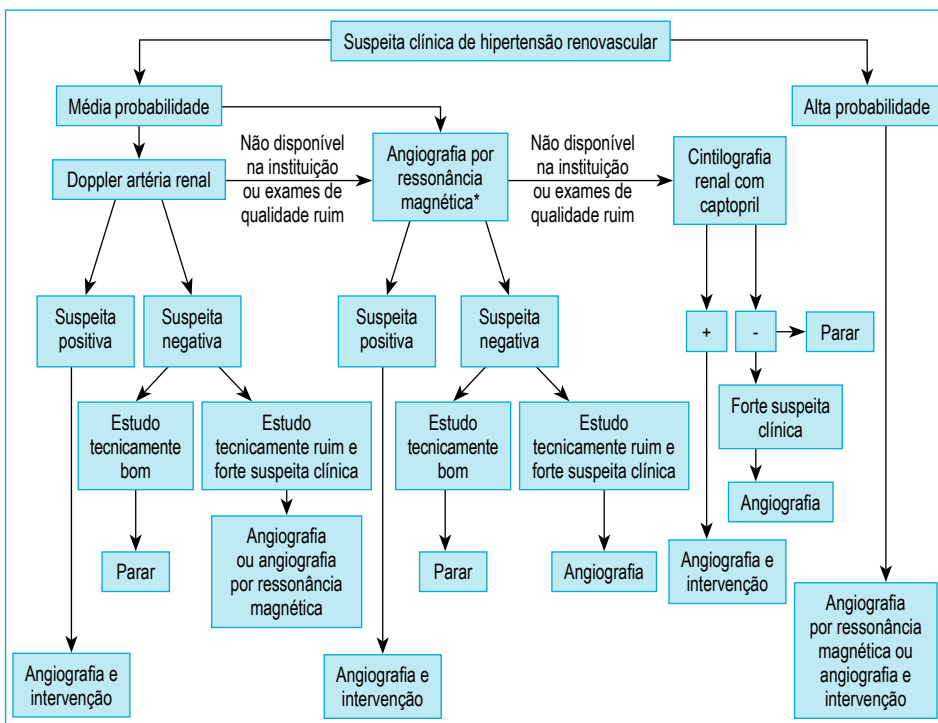 Suspeita clínica de hipertensão renovascular
Média probabilidade
Alta probabilidade
Doppler artéria renal
Não disponível
na instituição
ou exames de
qualidade ruim
Angiografia por
ressonância
magnética*
Não disponível
na instituição
ou exames de
qualidade ruim
Cintilografia
renal com
captopril
Suspeita
positiva
Suspeita
negativa
Suspeita
positiva
Suspeita
negativa
+
-
Parar
Estudo
tecnicamente
bom
Estudo
tecnicamente ruim e
forte suspeita clínica
Estudo
tecnicamente
bom
Estudo
tecnicamente ruim e
forte suspeita clínica
Forte suspeita
clínica
Angiografia
Parar
Angiografia
ou angiografia
por ressonância
magnética
Parar
Angiografia
Angiografia e
intervenção
Angiografia e
intervenção
Angiografia e
intervenção
Angiografia
por ressonância
magnética ou
angiografia e
intervenção